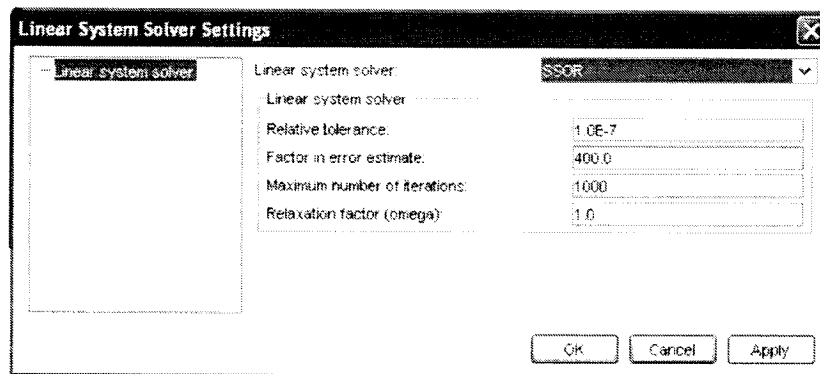 Linear System Solver Settings
Linear system solver
Linear system solver: SSOR
Linear system solver
Relative tolerance: 1.0E-7
Factor in error estimate: 400.0
Maximum number of iterations: 1000
Relaxation factor (omega): 1.0
OK Cancel Apply